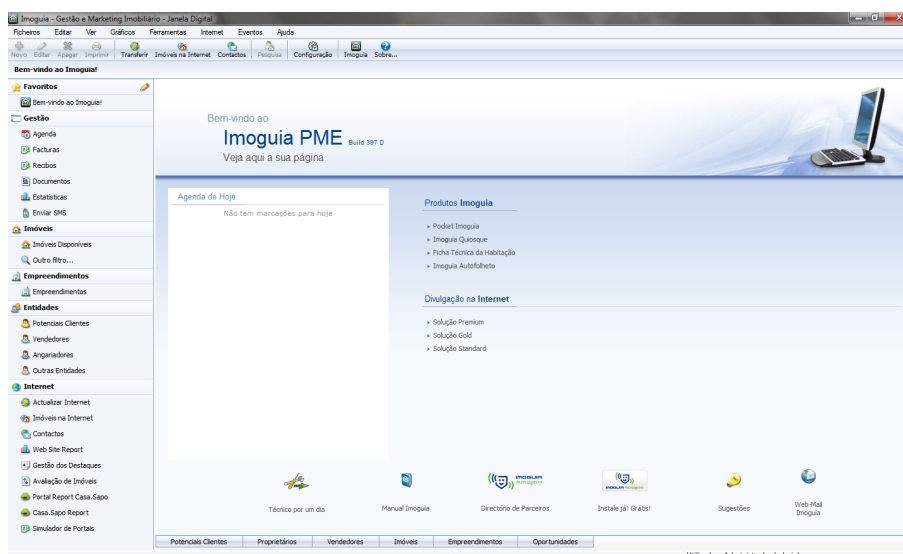 Imoguia - Gestão e Marketing Imobiliário - Janela Digital
Ficheiros Editar Ver Gráficos Ferramentas Internet Eventos Ajuda
Novo Editar Apagar Imprimir Transferir Imóveis na Internet Contactos Pesquisa Configuração Imoguia Sobre...
Bem-vindo ao Imoguia!
Favoritos
Bem-vindo ao Imoguia!
Gestão
Agenda
Facturas
Recibos
Documentos
Estatísticas
Enviar SMS
Imóveis
Imóveis Disponíveis
Outro filtro...
Empreendimentos
Empreendimentos
Entidades
Potenciais Clientes
Vendedores
Angariadores
Outras Entidades
Internet
Actualizar Internet
Imóveis na Internet
Contactos
Web Site Report
Gestão dos Destaques
Avaliação de Imóveis
Portal Report Casa.Sapo
Casa.Sapo Report
Simulador de Portais
Bem-vindo ao
Imoguia PME Build 397 D
Veja aqui a sua página
Agenda de Hoje
Não tem marcações para hoje
Produtos Imoguia
Pocket Imoguia
Imoguia Quiosque
Ficha Técnica da Habitação
Imoguia Autofolheto
Divulgação na Internet
Solução Premium
Solução Gold
Solução Standard
IMOGUIA messagem
Técnico por um dia
Manual Imoguia
Directório de Parceiros
Instale já! Grátis!
Sugestões
Web-Mail
Imoguia
Potenciais Clientes Proprietários Vendedores Imóveis Empreendimentos Oportunidades